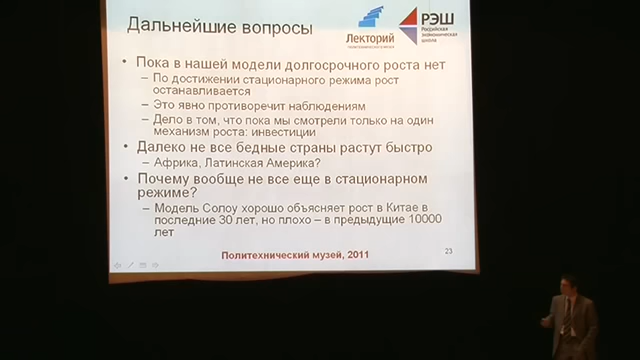 Дальнейшие вопросы
Лекторий
ПОЛИТЕХНИЧЕСКОГО МУЗЕЯ
РЭШ
Российская
экономическая
школа
• Пока в нашей модели долгосрочного роста нет
– По достижении стационарного режима рост
останавливается
– Это явно противоречит наблюдениям
– Дело в том, что пока мы смотрели только на один
механизм роста: инвестиции
• Далеко не все бедные страны растут быстро
– Африка, Латинская Америка?
• Почему вообще не все еще в стационарном
режиме?
– Модель Солоу хорошо объясняет рост в Китае в
последние 30 лет, но плохо – в предыдущие 10000
лет
Политехнический музей, 2011
23